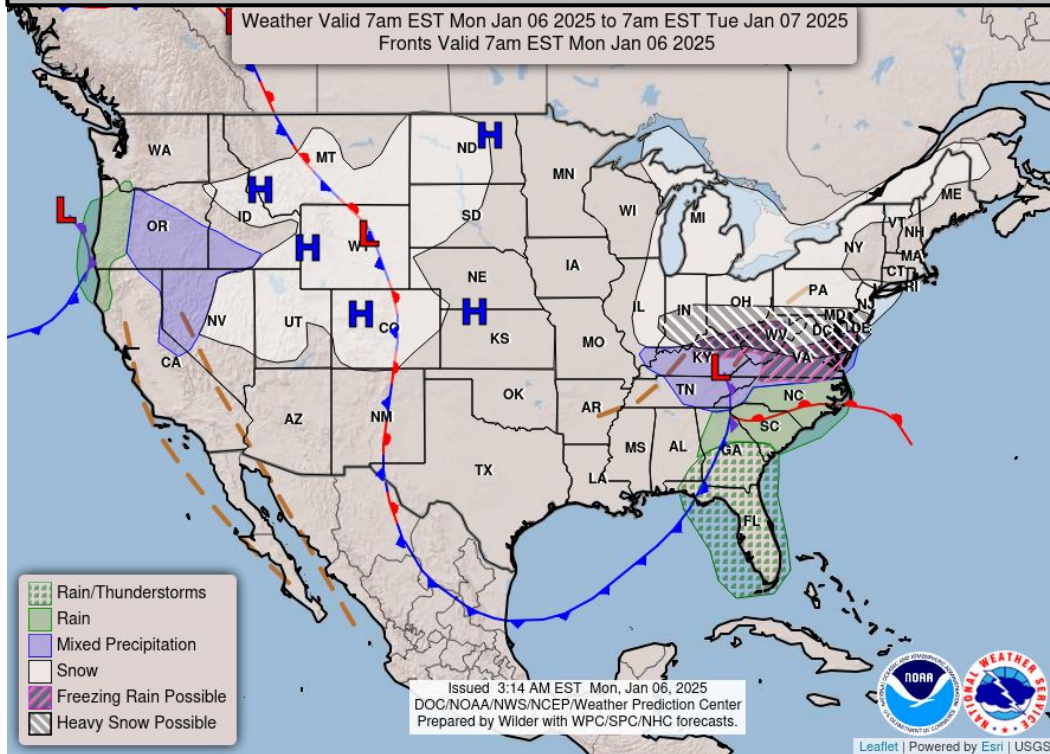 Weather Valid 7am EST Mon Jan 06 2025 to 7am EST Tue Jan 07 2025
Fronts Valid 7am EST Mon Jan 06 2025
WA
MT
ND
H
MN
ME
L
OR
H
ID
SD
WI
MI
VT
NH
NY
MA
CT
RI
H
WY
L
NE
IA
PA
NJ
NV
UT
H
CO
H
KS
MO
IL
IN
OH
WV
MD
DC
DE
CA
KY
L
VA
AZ
NM
OK
AR
TN
NC
SC
TX
LA
MS
AL
GA
FL
Rain/Thunderstorms
Rain
Mixed Precipitation
Snow
Freezing Rain Possible
Heavy Snow Possible
Issued 3:14 AM EST Mon, Jan 06, 2025
DOC/NOAA/NWS/NCEP/Weather Prediction Center
Prepared by Wilder with WPC/SPC/NHC forecasts.
NOAA
NATIONAL WEATHER SERVICE
Leaflet | Powered by Esri | USGS